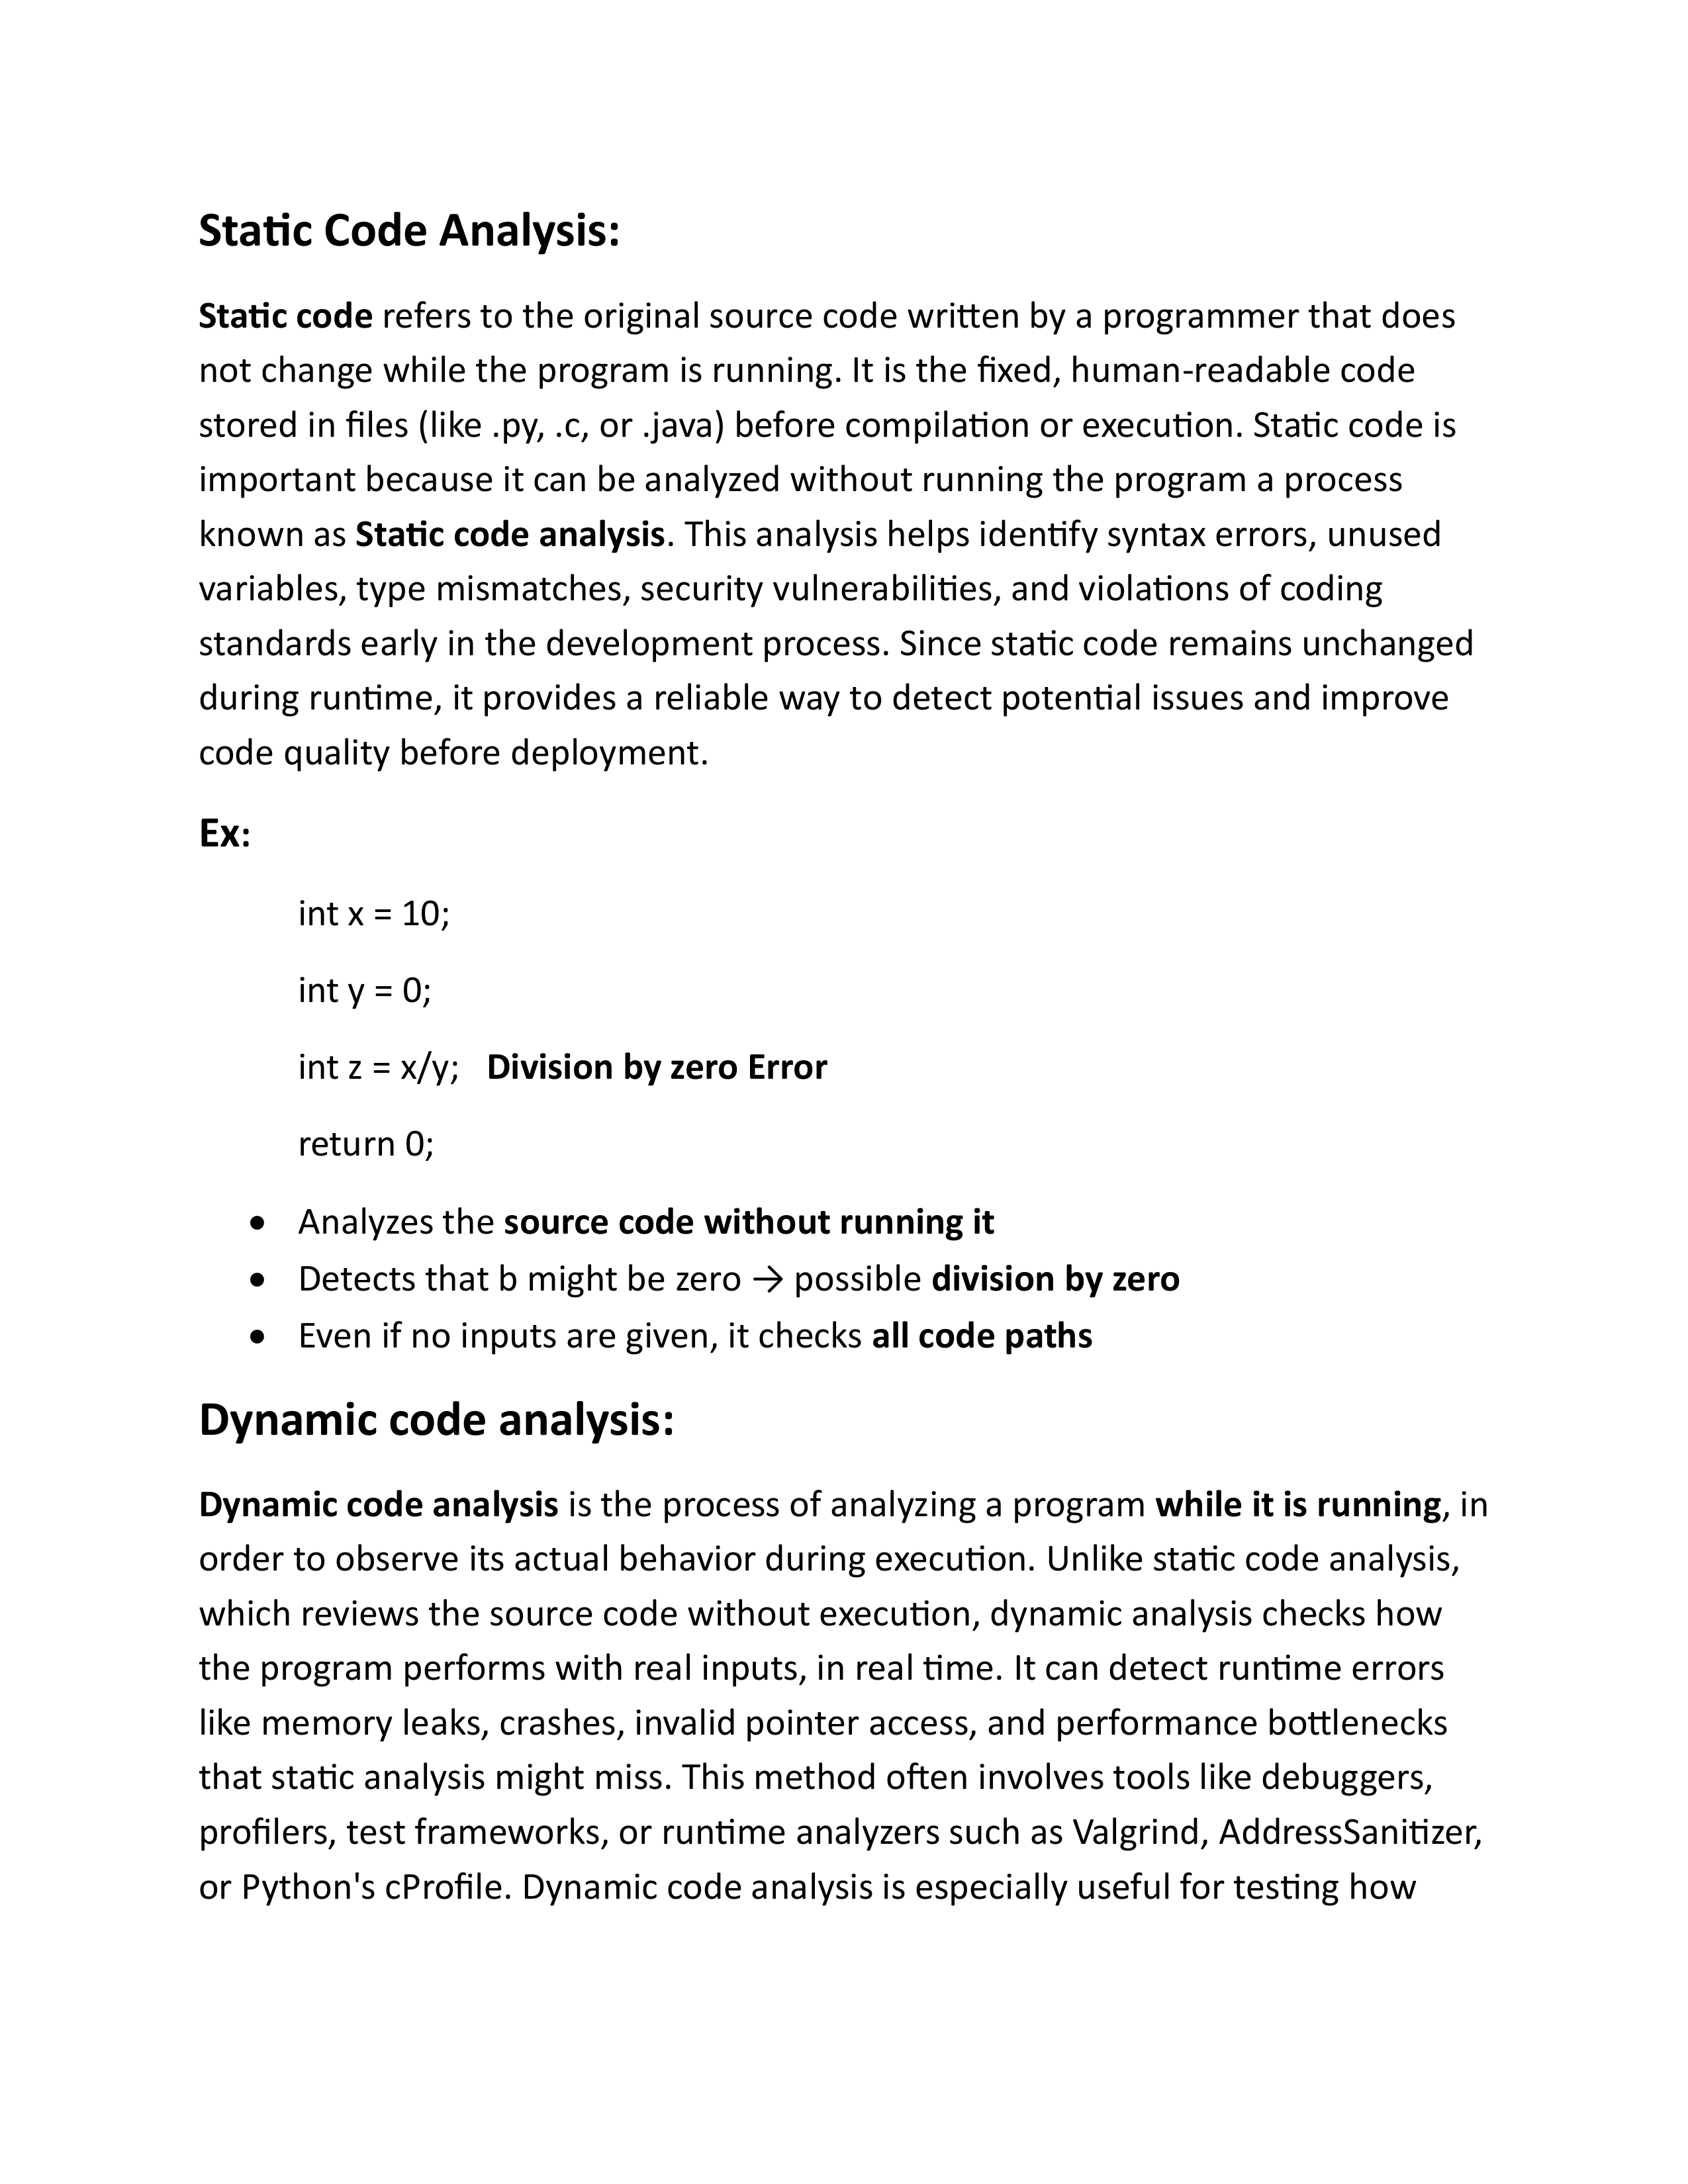 Static Code Analysis:
Static code refers to the original source code written by a programmer that does
not change while the program is running. It is the fixed, human-readable code
stored in files (like .py, .c, or .java) before compilation or execution. Static code is
important because it can be analyzed without running the program a process
known as Static code analysis. This analysis helps identify syntax errors, unused
variables, type mismatches, security vulnerabilities, and violations of coding
standards early in the development process. Since static code remains unchanged
during runtime, it provides a reliable way to detect potential issues and improve
code quality before deployment.
Ex:
int x = 10;
int y = 0;
int z = x/y;   Division by zero Error
return 0;
• Analyzes the source code without running it
• Detects that b might be zero → possible division by zero
• Even if no inputs are given, it checks all code paths
Dynamic code analysis:
Dynamic code analysis is the process of analyzing a program while it is running, in
order to observe its actual behavior during execution. Unlike static code analysis,
which reviews the source code without execution, dynamic analysis checks how
the program performs with real inputs, in real time. It can detect runtime errors
like memory leaks, crashes, invalid pointer access, and performance bottlenecks
that static analysis might miss. This method often involves tools like debuggers,
profilers, test frameworks, or runtime analyzers such as Valgrind, AddressSanitizer,
or Python's cProfile. Dynamic code analysis is especially useful for testing how